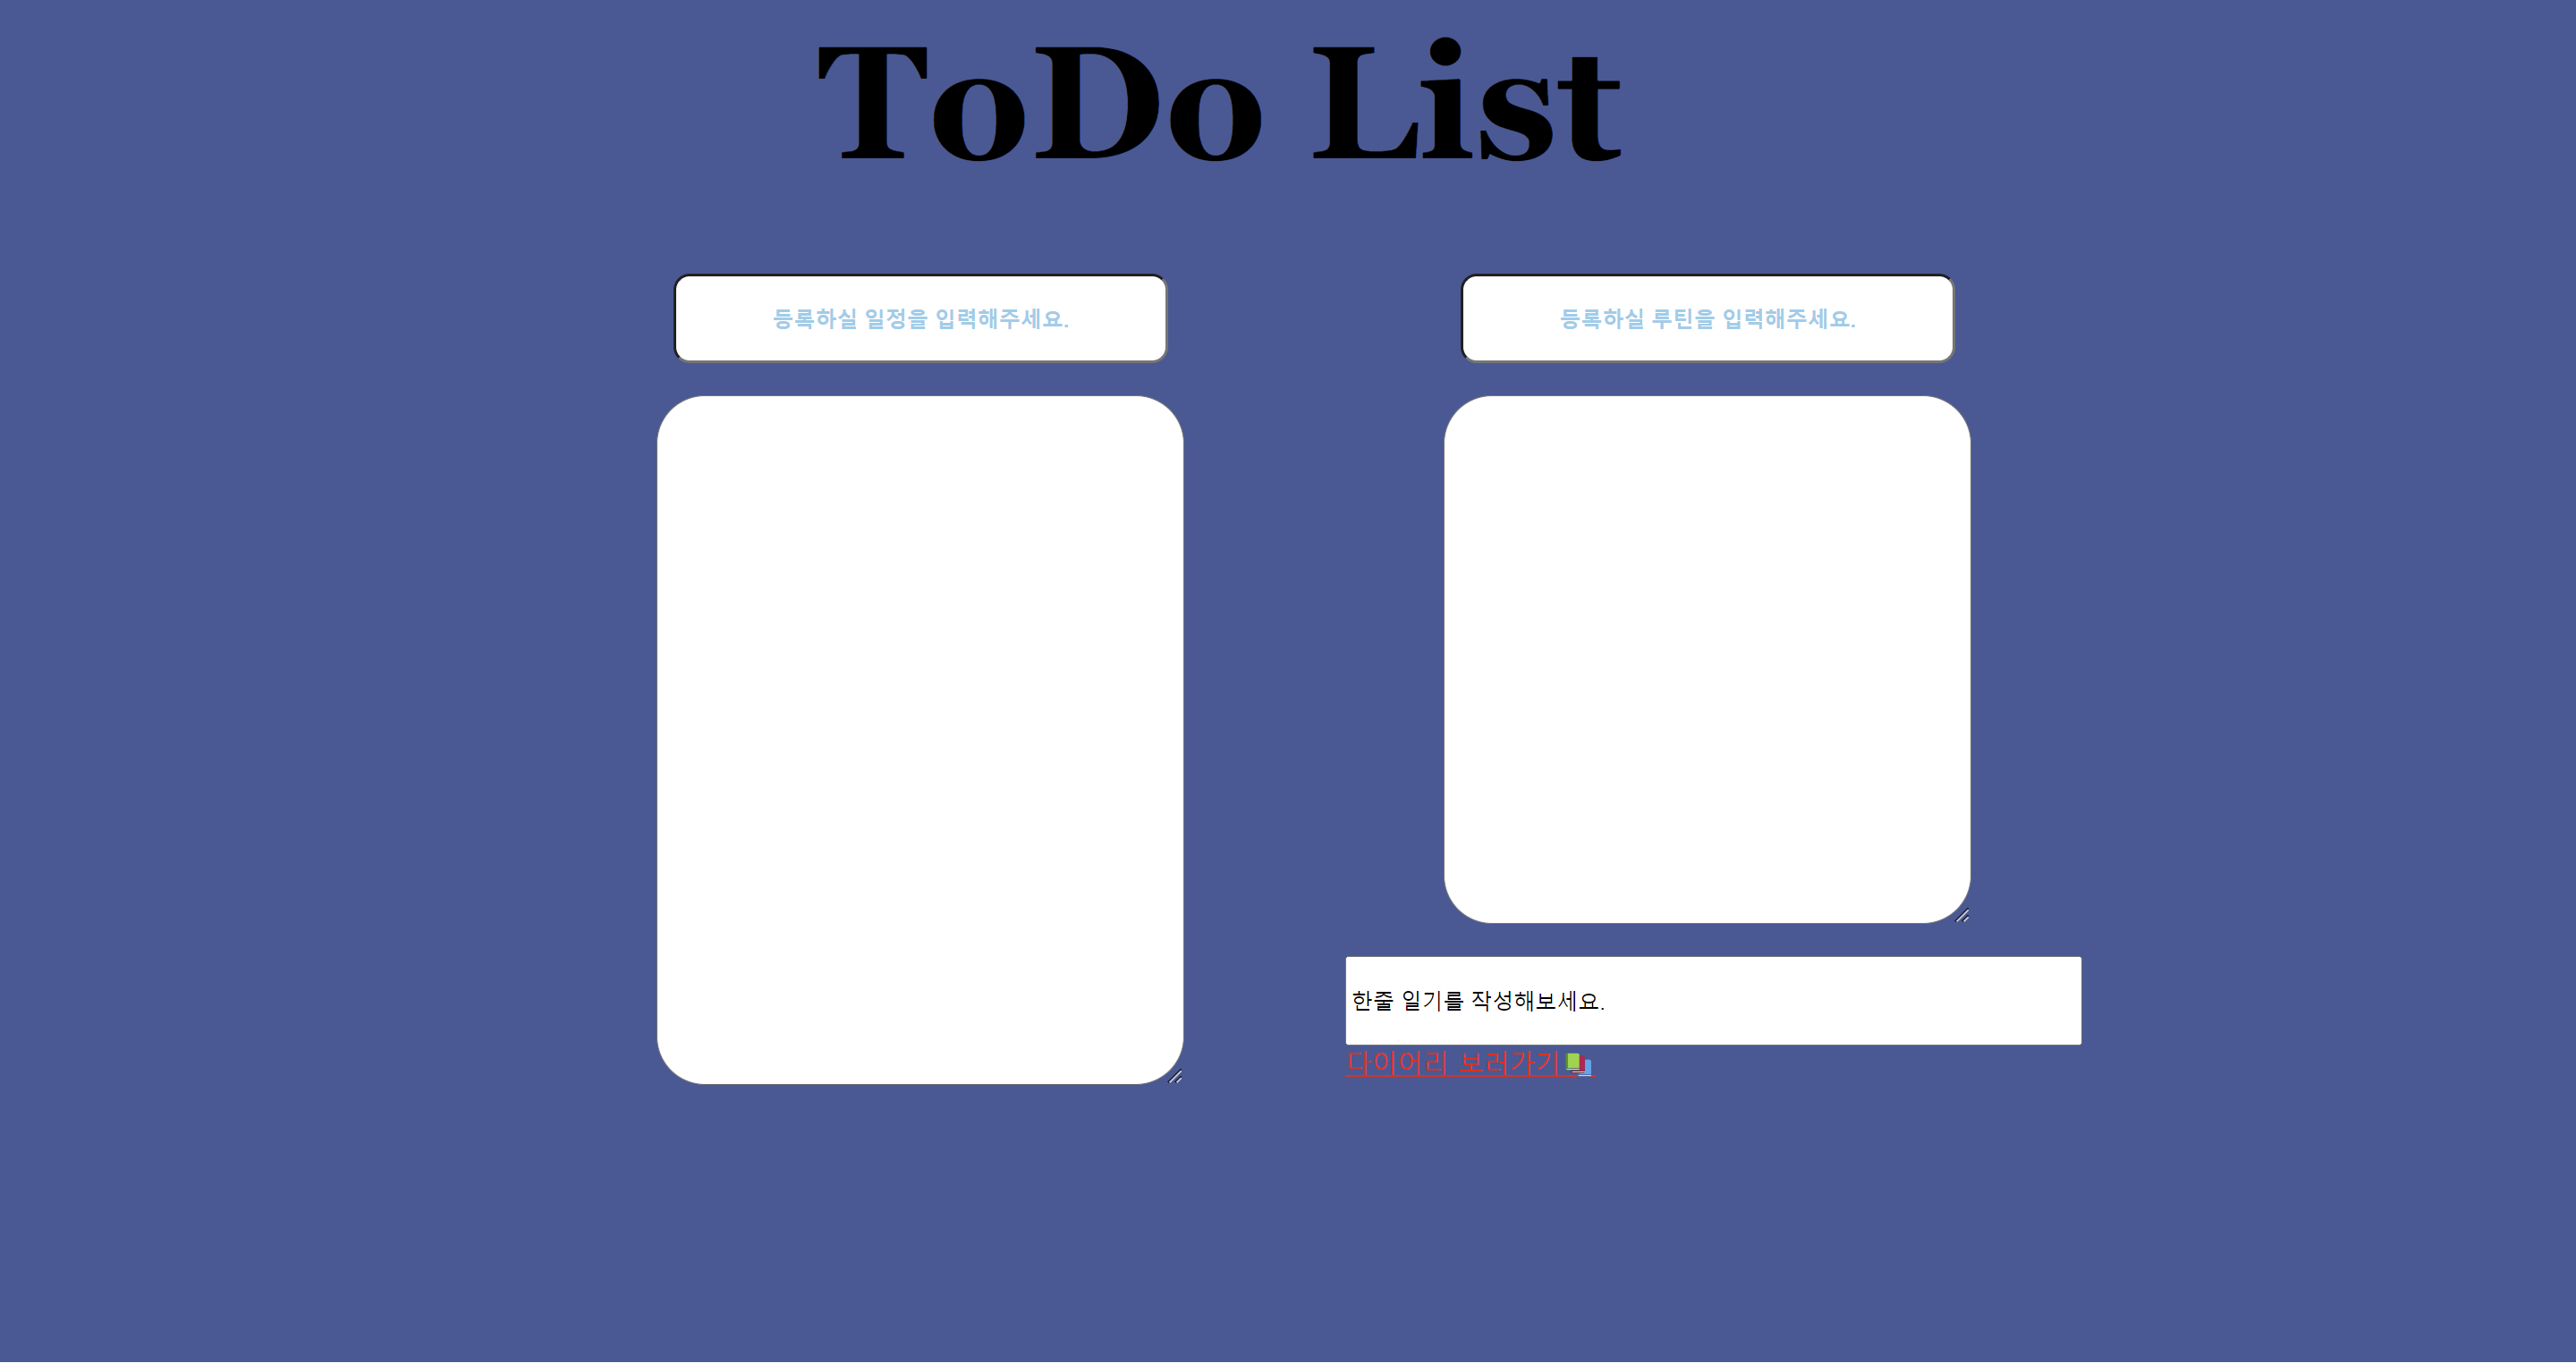 ToDo List
등록하실 일정을 입력해주세요.
등록하실 루틴을 입력해주세요.
한줄 일기를 작성해보세요.
다이어리 보러가기📚